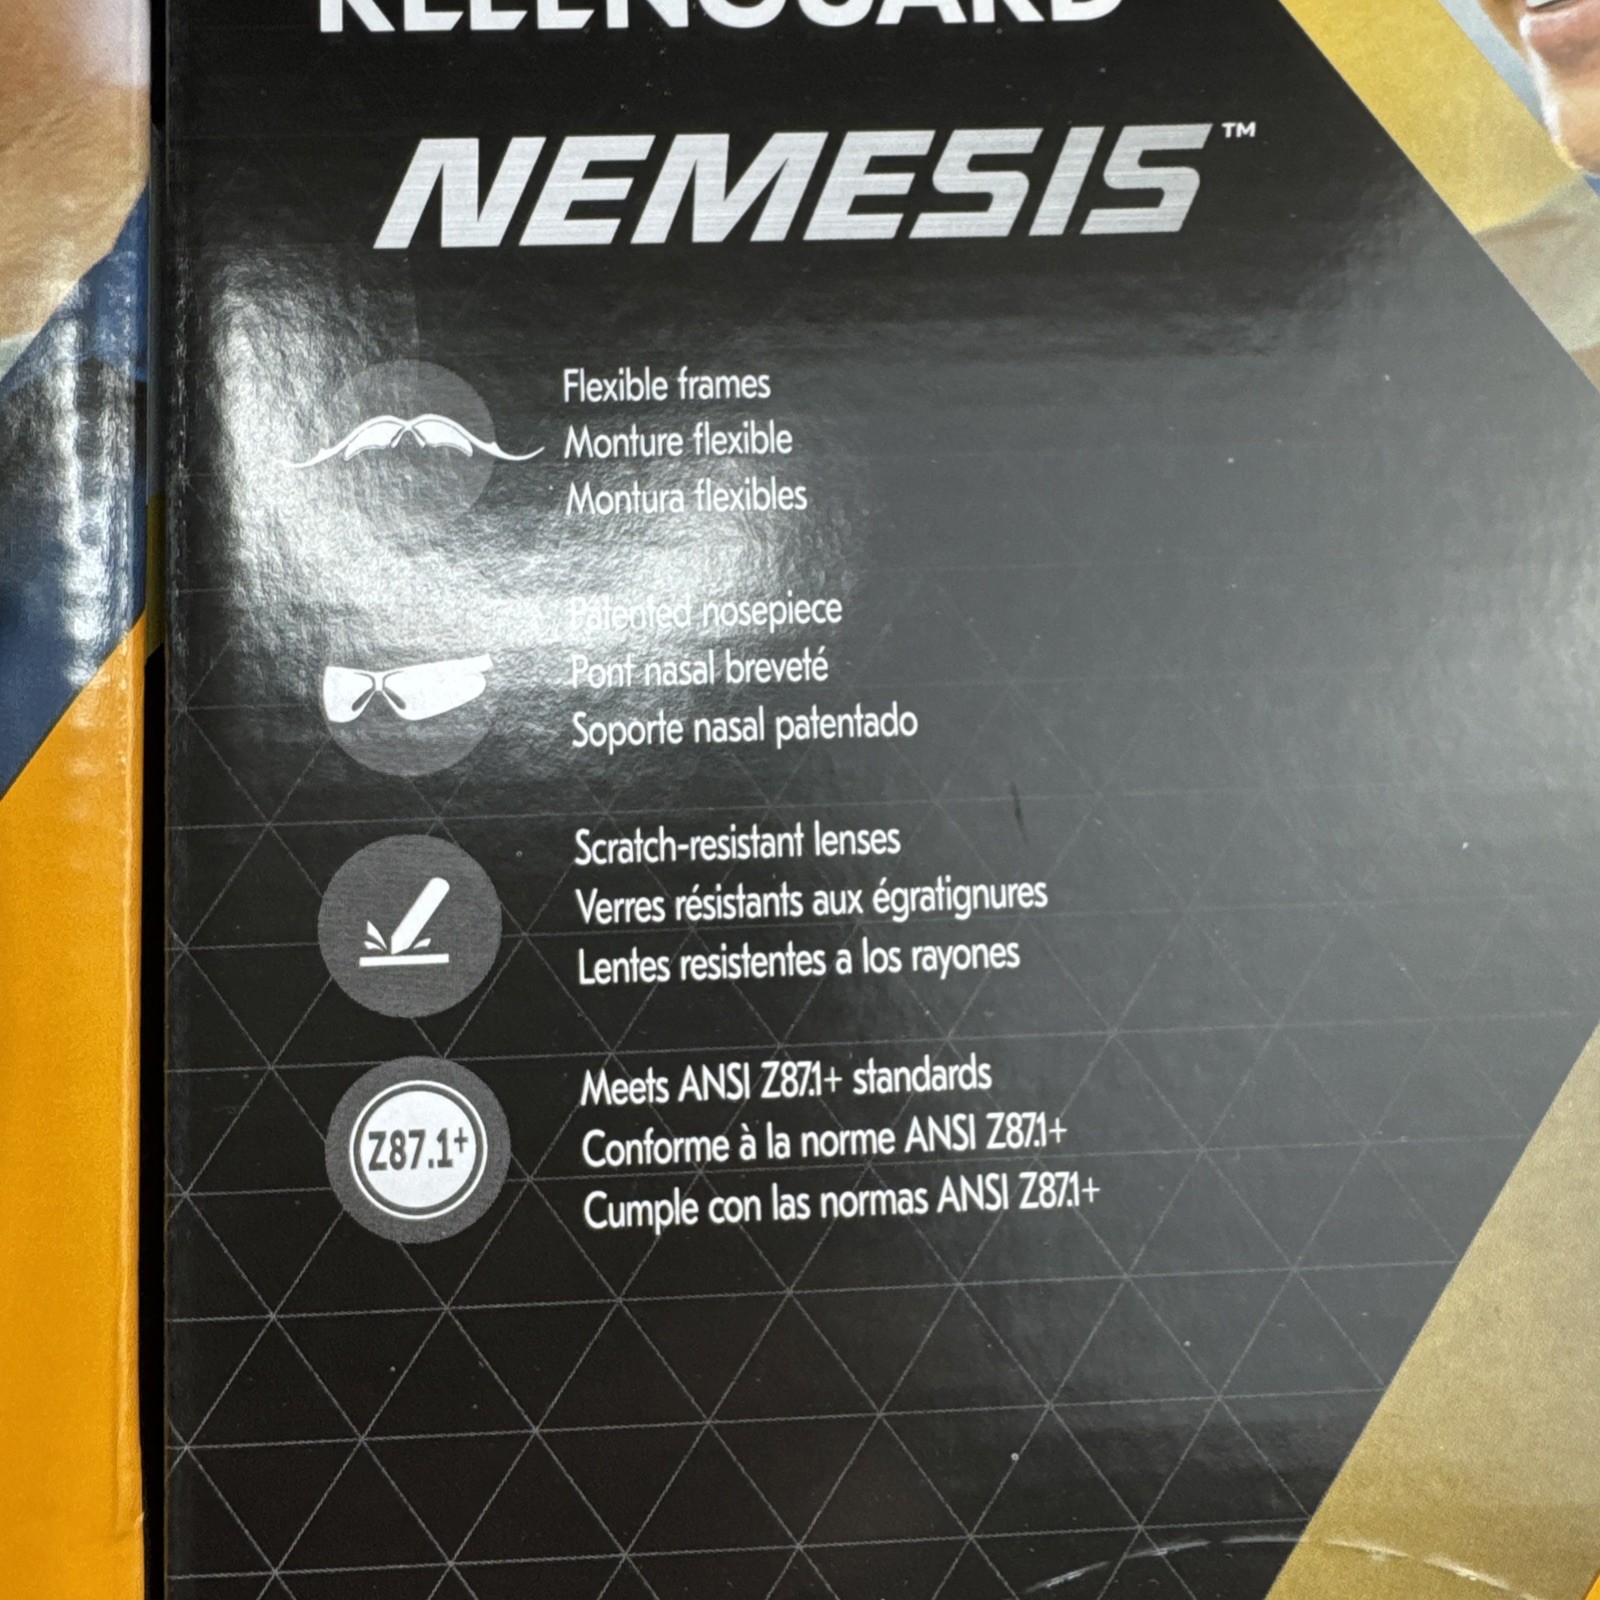 KLEENGUARD
NEMESIS™
Flexible frames
Monture flexible
Montura flexibles
Patented nosepiece
Pont nasal breveté
Soporte nasal patentado
Scratch-resistant lenses
Verres résistants aux égratignures
Lentes resistentes a los rayones
Z87.1+
Meets ANSI Z87.1+ standards
Conforme à la norme ANSI Z87.1+
Cumple con las normas ANSI Z87.1+